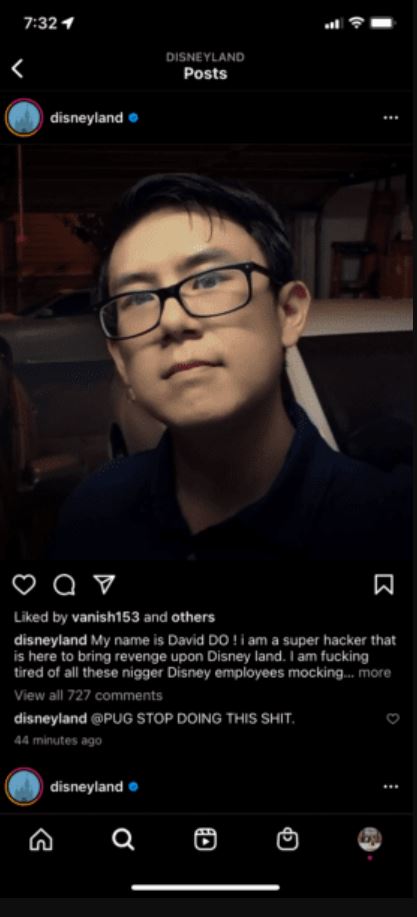 7:32
DISNEYLAND
Posts
disneyland
Liked by vanish153 and others
disneyland My name is David DO ! i am a super hacker that
is here to bring revenge upon Disney land. I am fucking
tired of all these nigger Disney employees mocking... more
View all 727 comments
disneyland @PUG STOP DOING THIS SHIT.
44 minutes ago
disneyland